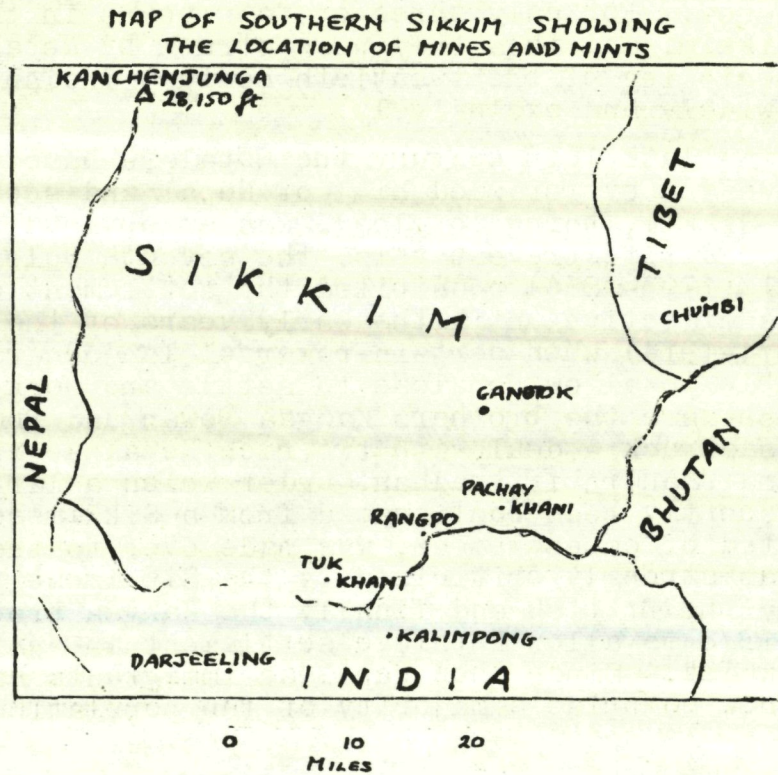 MAP OF SOUTHERN SIKKIM SHOWING
THE LOCATION OF MINES AND MINTS
KANCHENJUNGA
28,150 ft
SIKKIM
TIBET
CHUMBI
NEPAL
GANGTOK
BHUTAN
PACHAY
KHANI
RANGPO
TUK
KHANI
KALIMPONG
DARJEELING
INDIA
0 10 20
MILES